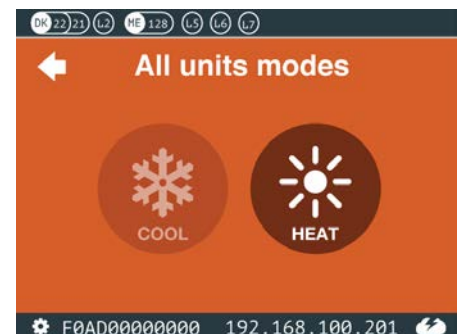 DK 22 21 L2 ME 128 L5 L6 L7
All units modes
COOL HEAT
F0AD00000000 192.168.100.201